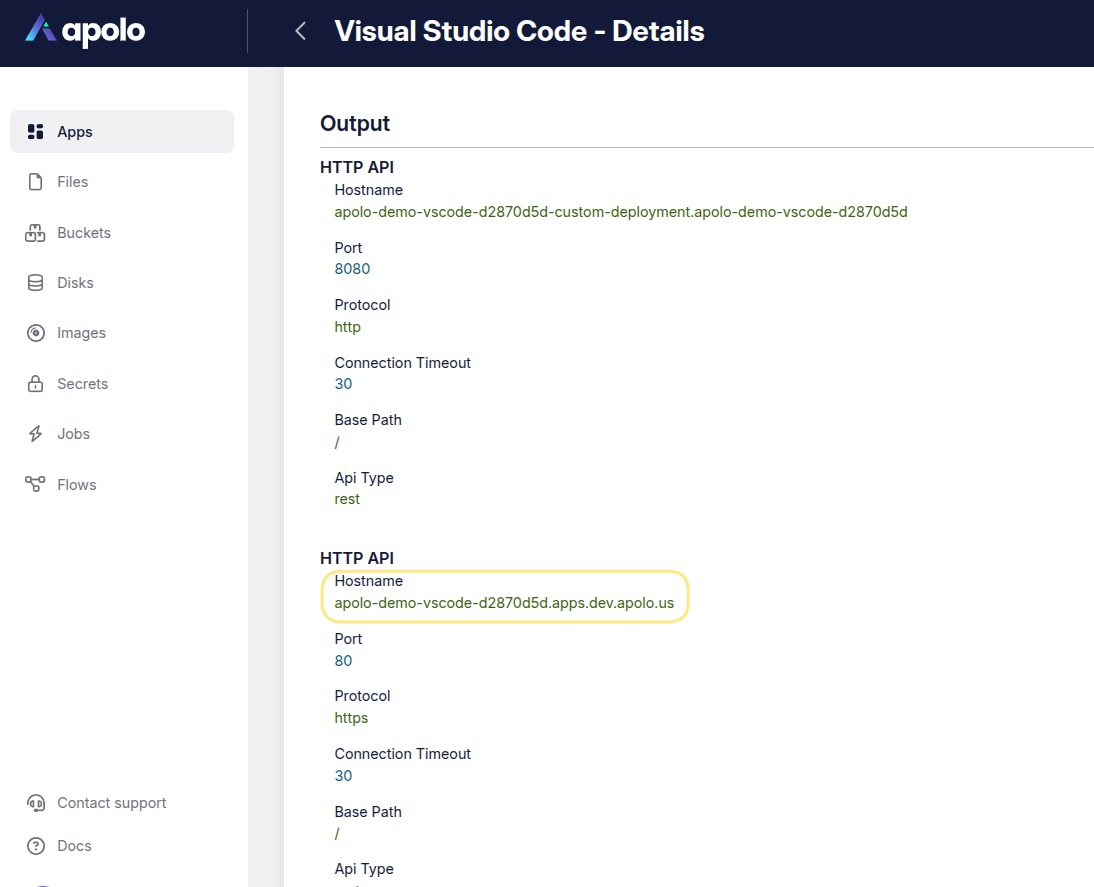 apolo
Visual Studio Code - Details
Apps
Files
Buckets
Disks
Images
Secrets
Jobs
Flows
Contact support
Docs
Output
HTTP API
Hostname
apolo-demo-vscode-d2870d5d-custom-deployment.apolo-demo-vscode-d2870d5d
Port
8080
Protocol
http
Connection Timeout
30
Base Path
/
Api Type
rest
HTTP API
Hostname
apolo-demo-vscode-d2870d5d.apps.dev.apolo.us
Port
80
Protocol
https
Connection Timeout
30
Base Path
/
Api Type